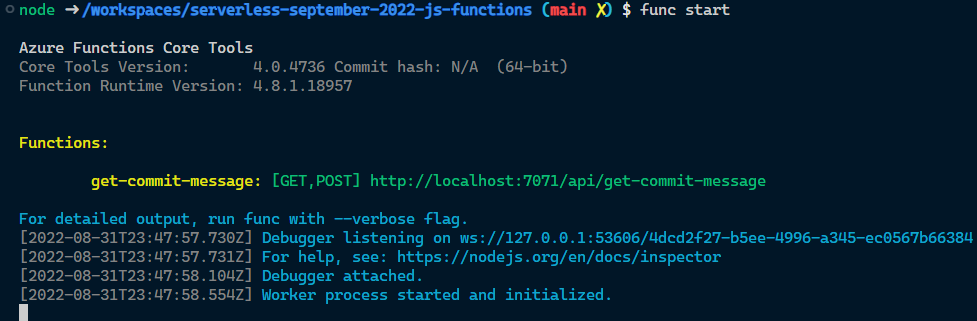 node ➜ /workspaces/serverless-september-2022-js-functions (main ✗) $ func start
Azure Functions Core Tools
Core Tools Version:       4.0.4736 Commit hash: N/A  (64-bit)
Function Runtime Version: 4.8.1.18957
Functions:
get-commit-message: [GET,POST] http://localhost:7071/api/get-commit-message
For detailed output, run func with --verbose flag.
[2022-08-31T23:47:57.730Z] Debugger listening on ws://127.0.0.1:53606/4dcd2f27-b5ee-4996-a345-ec0567b66384
[2022-08-31T23:47:57.731Z] For help, see: https://nodejs.org/en/docs/inspector
[2022-08-31T23:47:58.104Z] Debugger attached.
[2022-08-31T23:47:58.554Z] Worker process started and initialized.